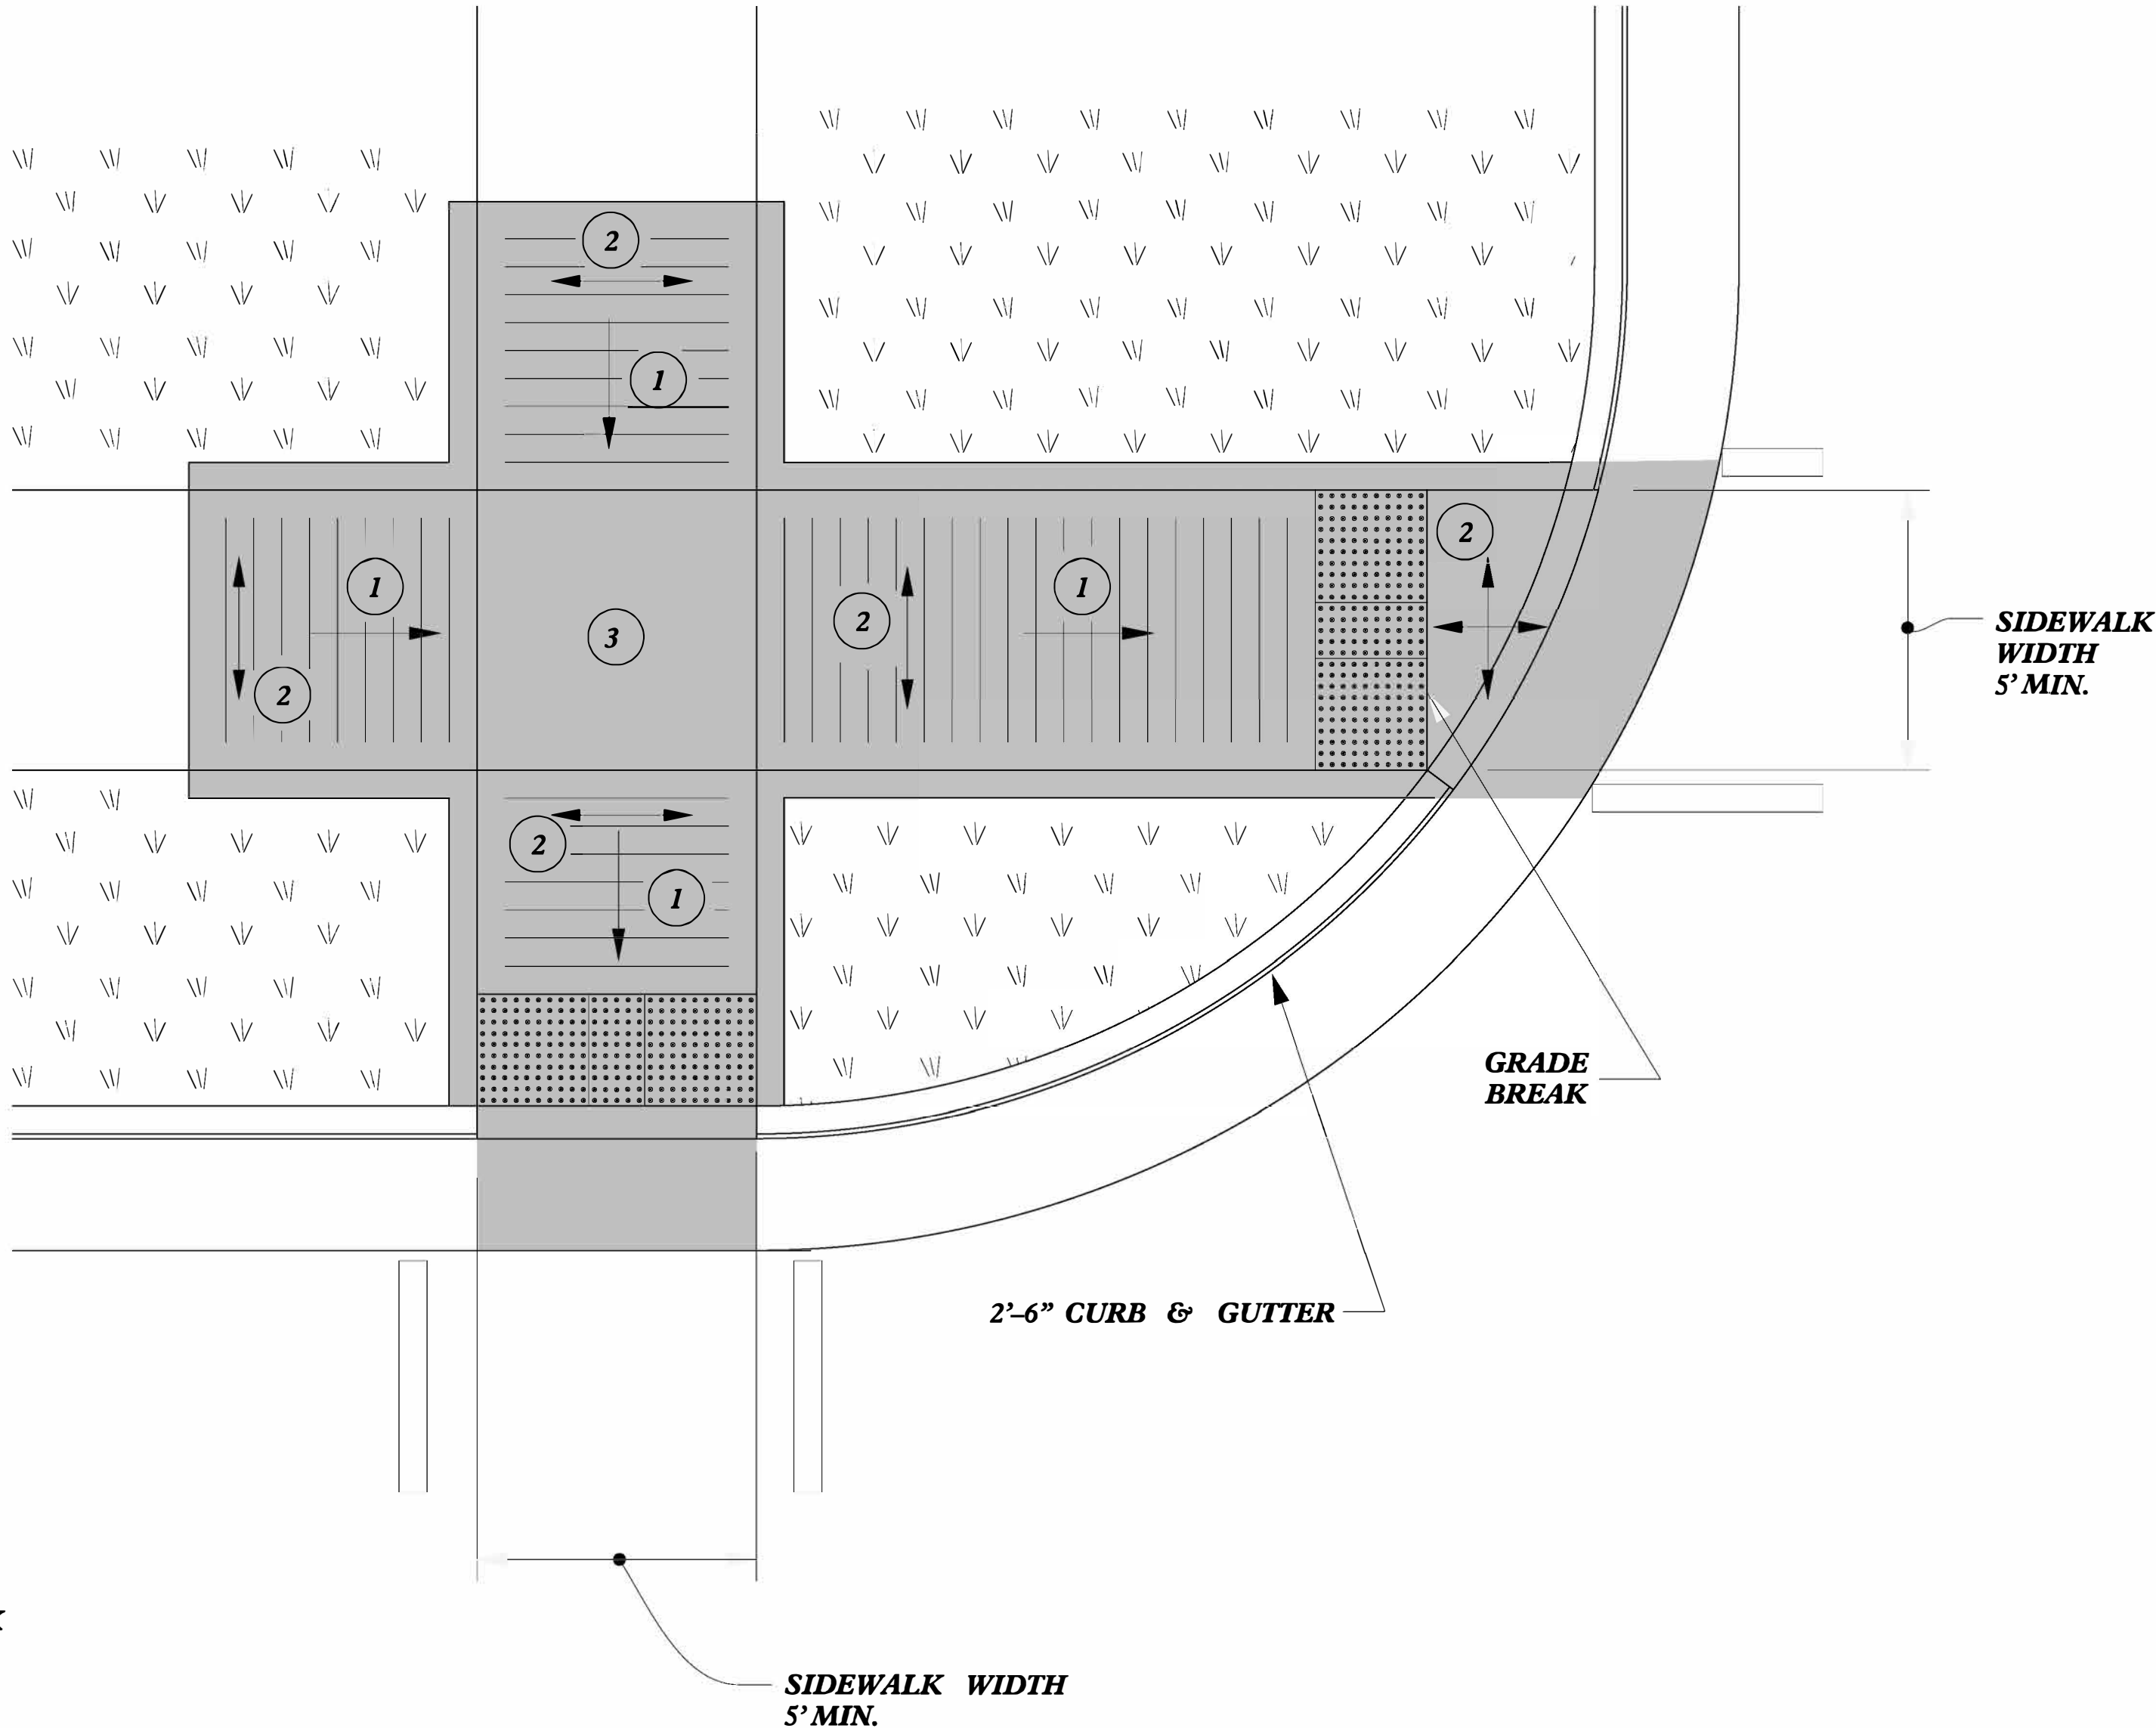 2
1
2
1
1
2
2
3
SIDEWALK
WIDTH
5' MIN.
2
2
1
GRADE
BREAK
2'–6" CURB & GUTTER
SIDEWALK WIDTH
5' MIN.